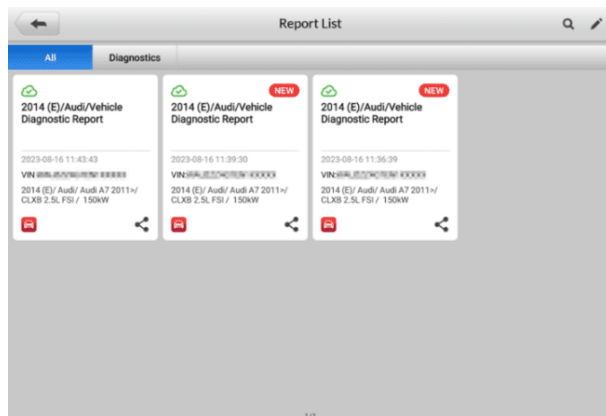 Report List
All
Diagnostics
2014 (E)/Audi/Vehicle
Diagnostic Report
2023-08-16 11:43:43
VIN
2014 (E)/ Audi/ Audi A7 2011>/
CLXB 2.5L FSI / 150kW
NEW
2014 (E)/Audi/Vehicle
Diagnostic Report
2023-08-16 11:39:30
VIN:
2014 (E)/ Audi/ Audi A7 2011>/
CLXB 2.5L FSI / 150kW
NEW
2014 (E)/Audi/Vehicle
Diagnostic Report
2023-08-16 11:36:39
VIN:
2014 (E)/ Audi/ Audi A7 2011>/
CLXB 2.5L FSI / 150kW